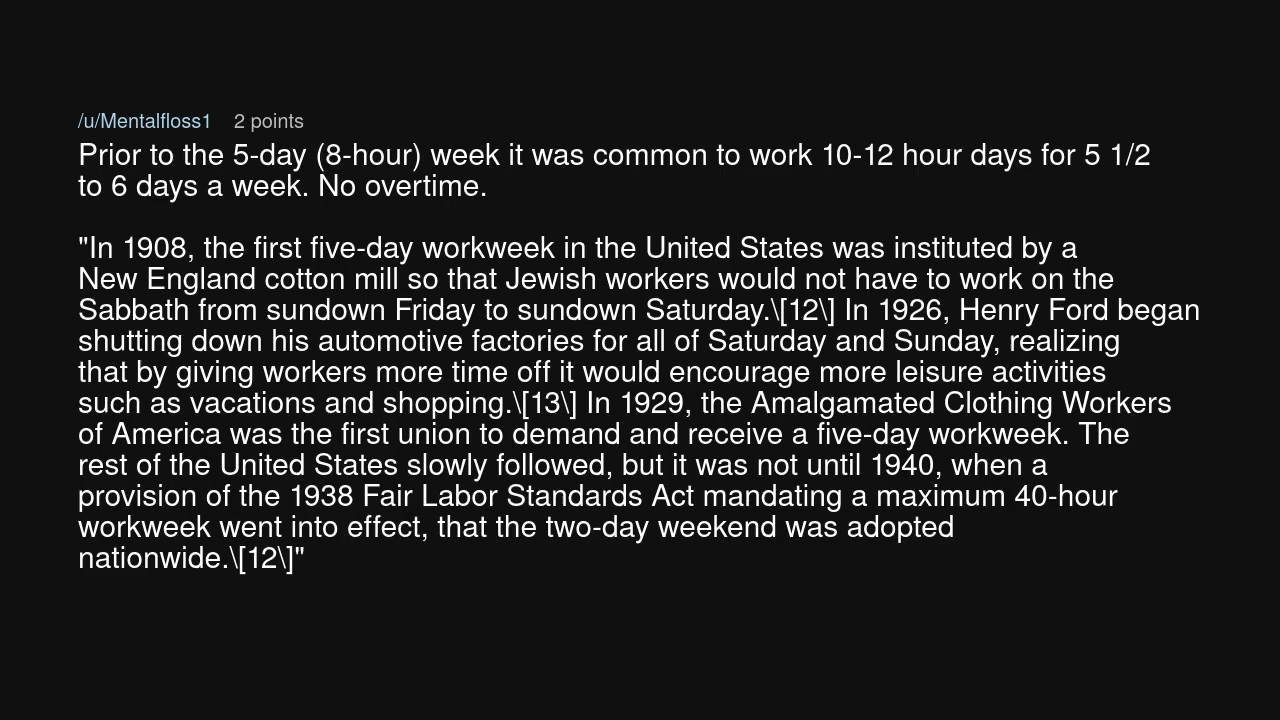 /u/Mentalfloss1 2 points
Prior to the 5-day (8-hour) week it was common to work 10-12 hour days for 5 1/2
to 6 days a week. No overtime.
"In 1908, the first five-day workweek in the United States was instituted by a
New England cotton mill so that Jewish workers would not have to work on the
Sabbath from sundown Friday to sundown Saturday.\[12\] In 1926, Henry Ford began
shutting down his automotive factories for all of Saturday and Sunday, realizing
that by giving workers more time off it would encourage more leisure activities
such as vacations and shopping.\[13\] In 1929, the Amalgamated Clothing Workers
of America was the first union to demand and receive a five-day workweek. The
rest of the United States slowly followed, but it was not until 1940, when a
provision of the 1938 Fair Labor Standards Act mandating a maximum 40-hour
workweek went into effect, that the two-day weekend was adopted
nationwide.\[12\]"